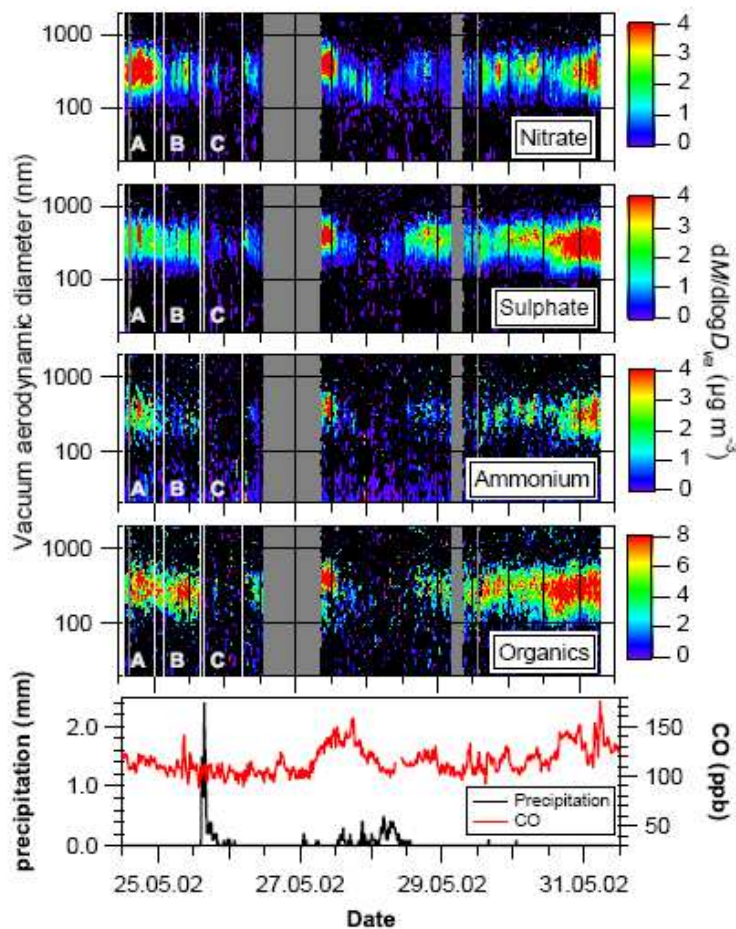 1000
100
A B C
Nitrate
4
3
2
1
0
1000
100
A B C
Sulphate
4
3
2
1
0
1000
100
A B C
Ammonium
4
3
2
1
0
1000
100
A B C
Organics
8
6
4
2
0
Vacuum aerodynamic diameter (nm)
dM/dlogDva (µg m-3)
precipitation (mm)
2.0
1.0
0.0
Precipitation
CO
150
100
50
CO (ppb)
25.05.02 27.05.02 29.05.02 31.05.02
Date